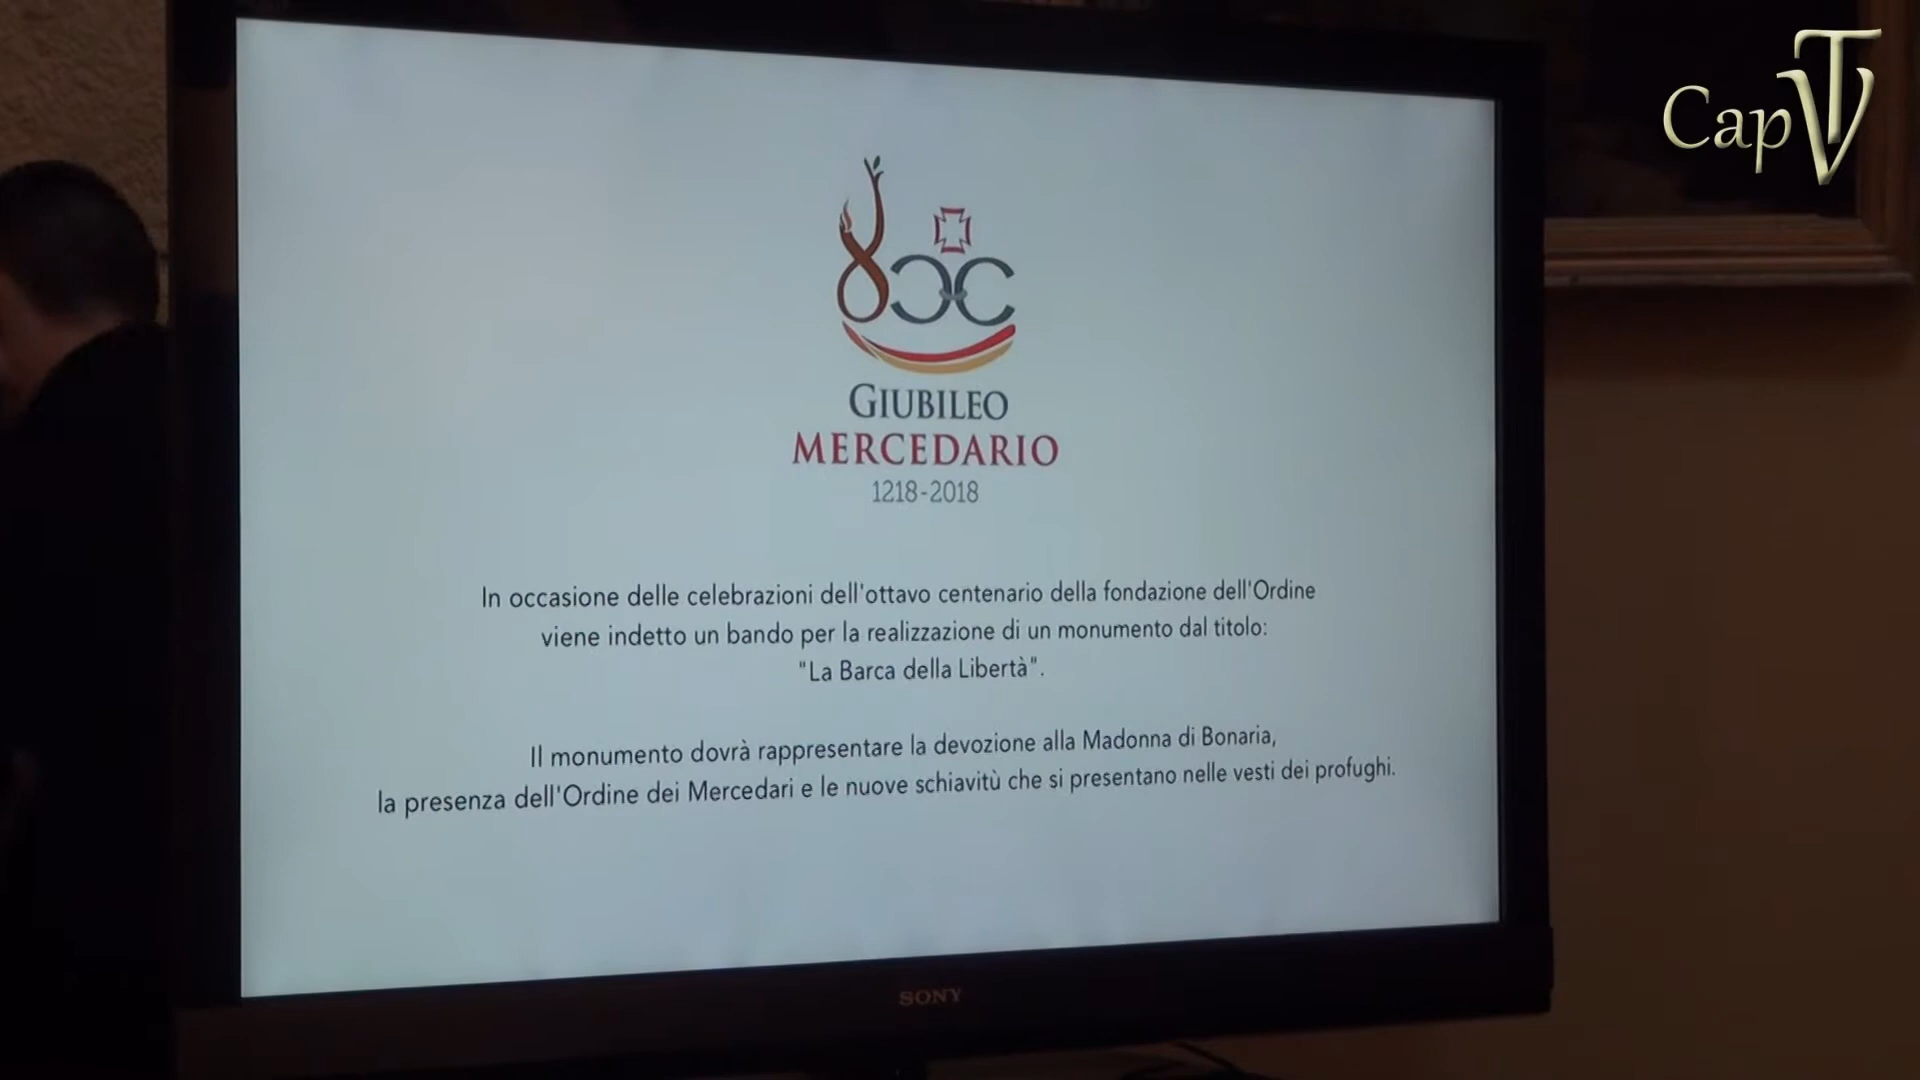 Cap TV
GIUBILEO
MERCEDARIO
1218-2018
In occasione delle celebrazioni dell'ottavo centenario della fondazione dell'Ordine
viene indetto un bando per la realizzazione di un monumento dal titolo:
"La Barca della Libertà".
Il monumento dovrà rappresentare la devozione alla Madonna di Bonaria,
la presenza dell'Ordine dei Mercedari e le nuove schiavitù che si presentano nelle vesti dei profughi.
SONY